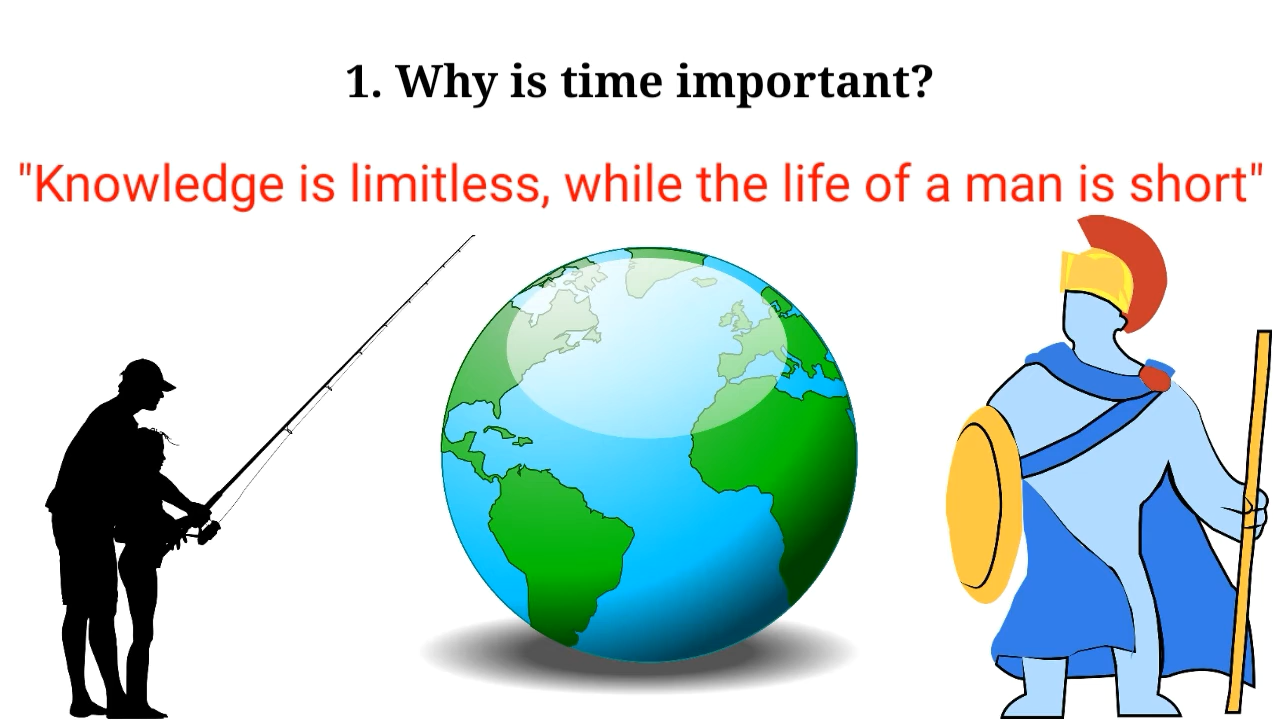 1. Why is time important?
"Knowledge is limitless, while the life of a man is short"